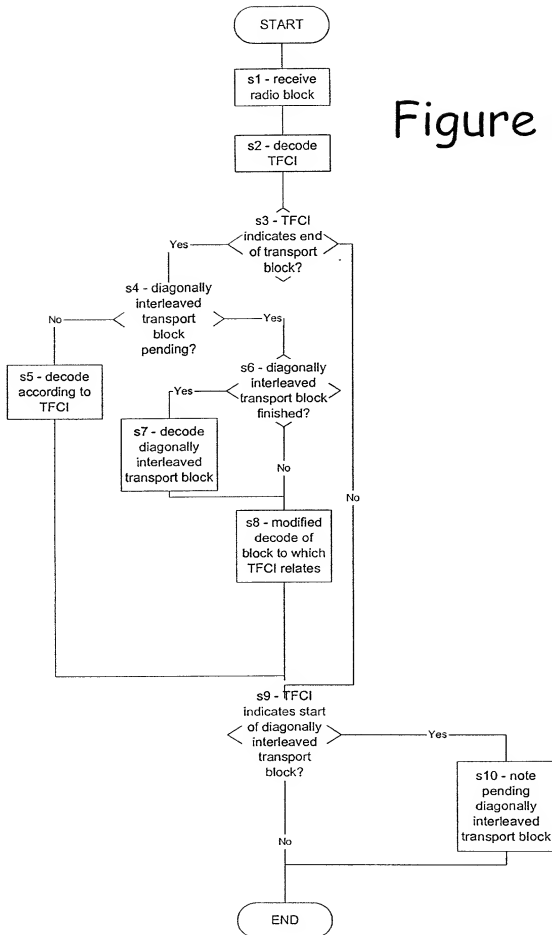 START
s1 - receive
radio block
Figure
s2 - decode
TFCI
s3 - TFCI
indicates end
of transport
block?
Yes
s4 - diagonally
interleaved
transport
block
pending?
No
Yes
s5 - decode
according to
TFCI
s6 - diagonally
interleaved
transport block
finished?
Yes
s7 - decode
diagonally
interleaved
transport block
No
No
s8 - modified
decode of
block to which
TFCI relates
s9 - TFCI
indicates start
of diagonally
interleaved
transport
block?
Yes
s10 - note
pending
diagonally
interleaved
transport block
No
END